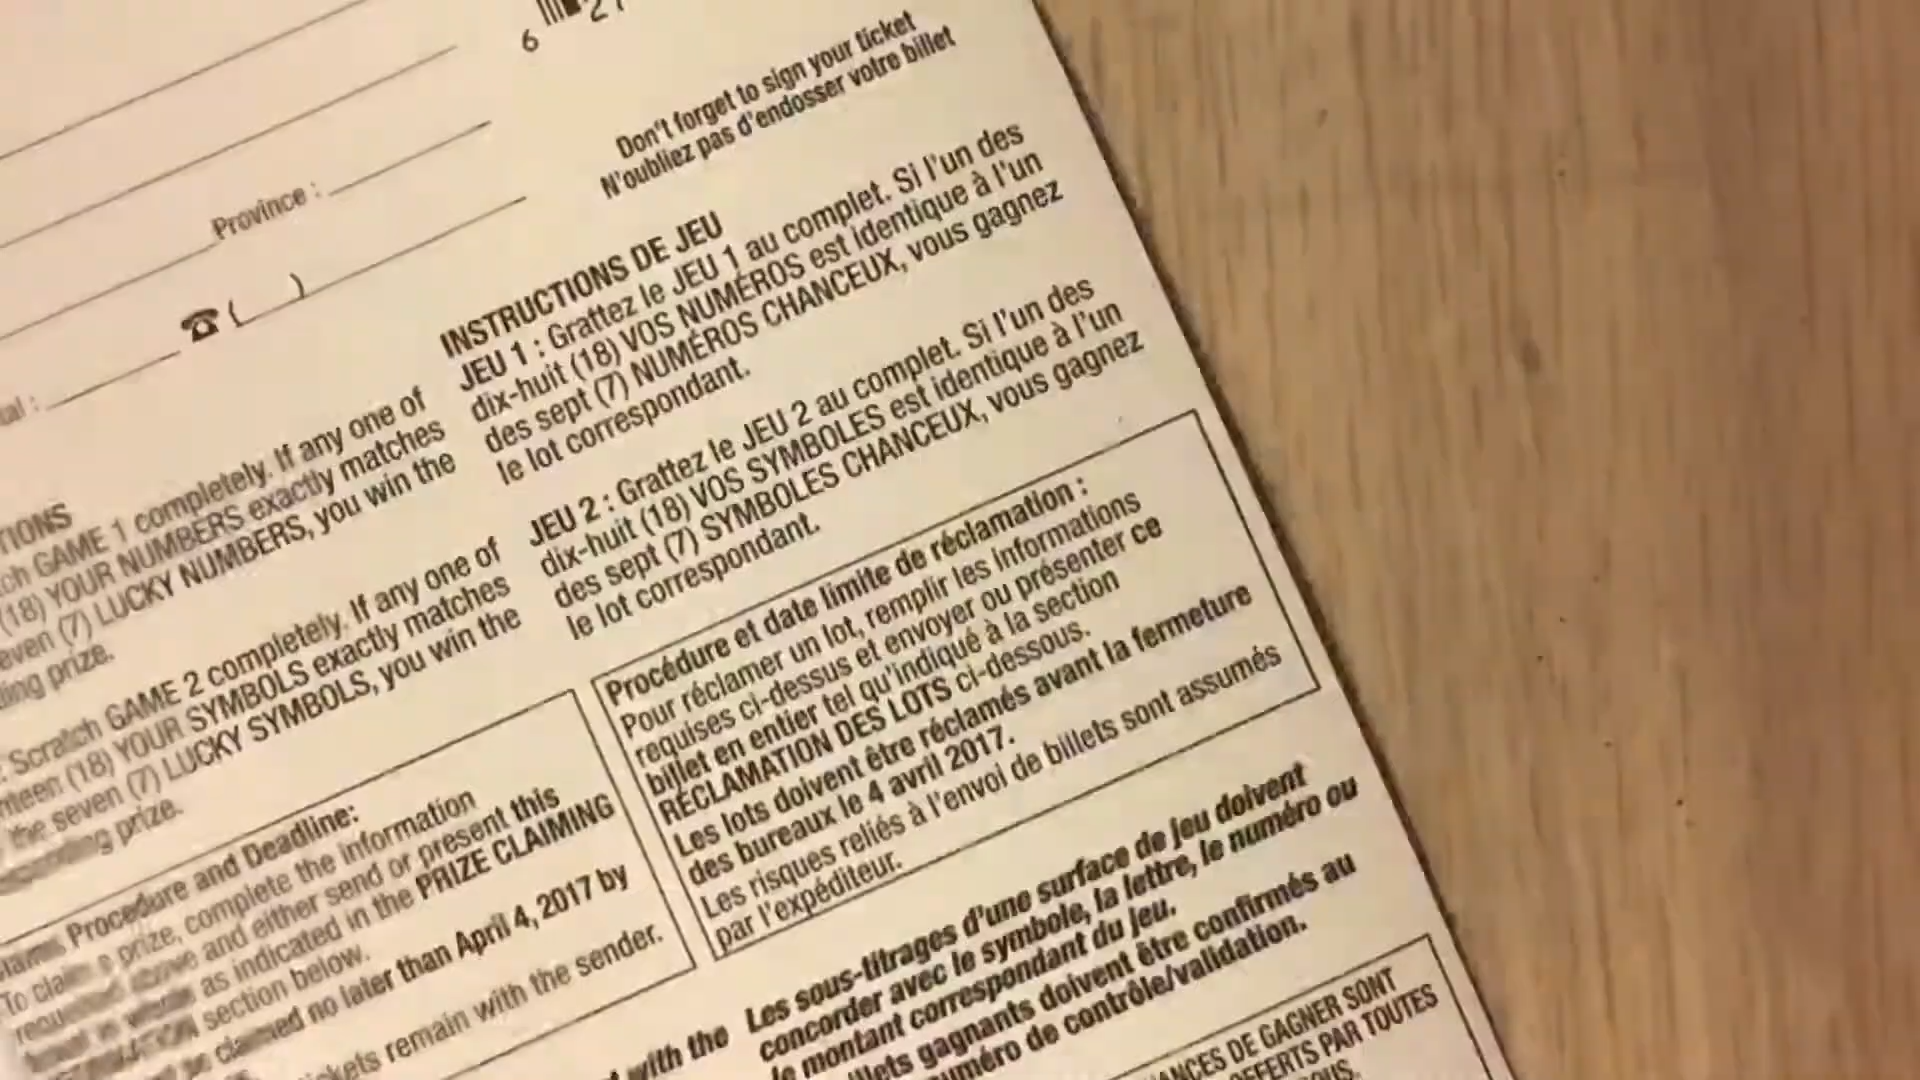 6
Don't forget to sign your ticket
N'oubliez pas d'endosser votre billet
Province :
☎ ( )
al :
TIONS
ch GAME 1 completely. If any one of
(18) YOUR NUMBERS exactly matches
even (7) LUCKY NUMBERS, you win the
ding prize.
: Scratch GAME 2 completely. If any one of
nteen (18) YOUR SYMBOLS exactly matches
the seven (7) LUCKY SYMBOLS, you win the
esponding prize.
INSTRUCTIONS DE JEU
JEU 1 : Grattez le JEU 1 au complet. Si l'un des
dix-huit (18) VOS NUMÉROS est identique à l'un
des sept (7) NUMÉROS CHANCEUX, vous gagnez
le lot correspondant.
JEU 2 : Grattez le JEU 2 au complet. Si l'un des
dix-huit (18) VOS SYMBOLES est identique à l'un
des sept (7) SYMBOLES CHANCEUX, vous gagnez
le lot correspondant.
Claims Procedure and Deadline:
To claim a prize, complete the information
requested above and either send or present this
as indicated in the PRIZE CLAIMING
section below.
be claimed no later than April 4, 2017 by
tickets remain with the sender.
Procédure et date limite de réclamation :
Pour réclamer un lot, remplir les informations
requises ci-dessus et envoyer ou présenter ce
billet en entier tel qu'indiqué à la section
RÉCLAMATION DES LOTS ci-dessous.
Les lots doivent être réclamés avant la fermeture
des bureaux le 4 avril 2017.
Les risques reliés à l'envoi de billets sont assumés
par l'expéditeur.
with the
Les sous-titrages d'une surface de jeu doivent
concorder avec le symbole, la lettre, le numéro ou
le montant correspondant du jeu.
llets gagnants doivent être confirmés au
uméro de contrôle/validation.
ANCES DE GAGNER SONT
OFFERTS PAR TOUTES
OUS.